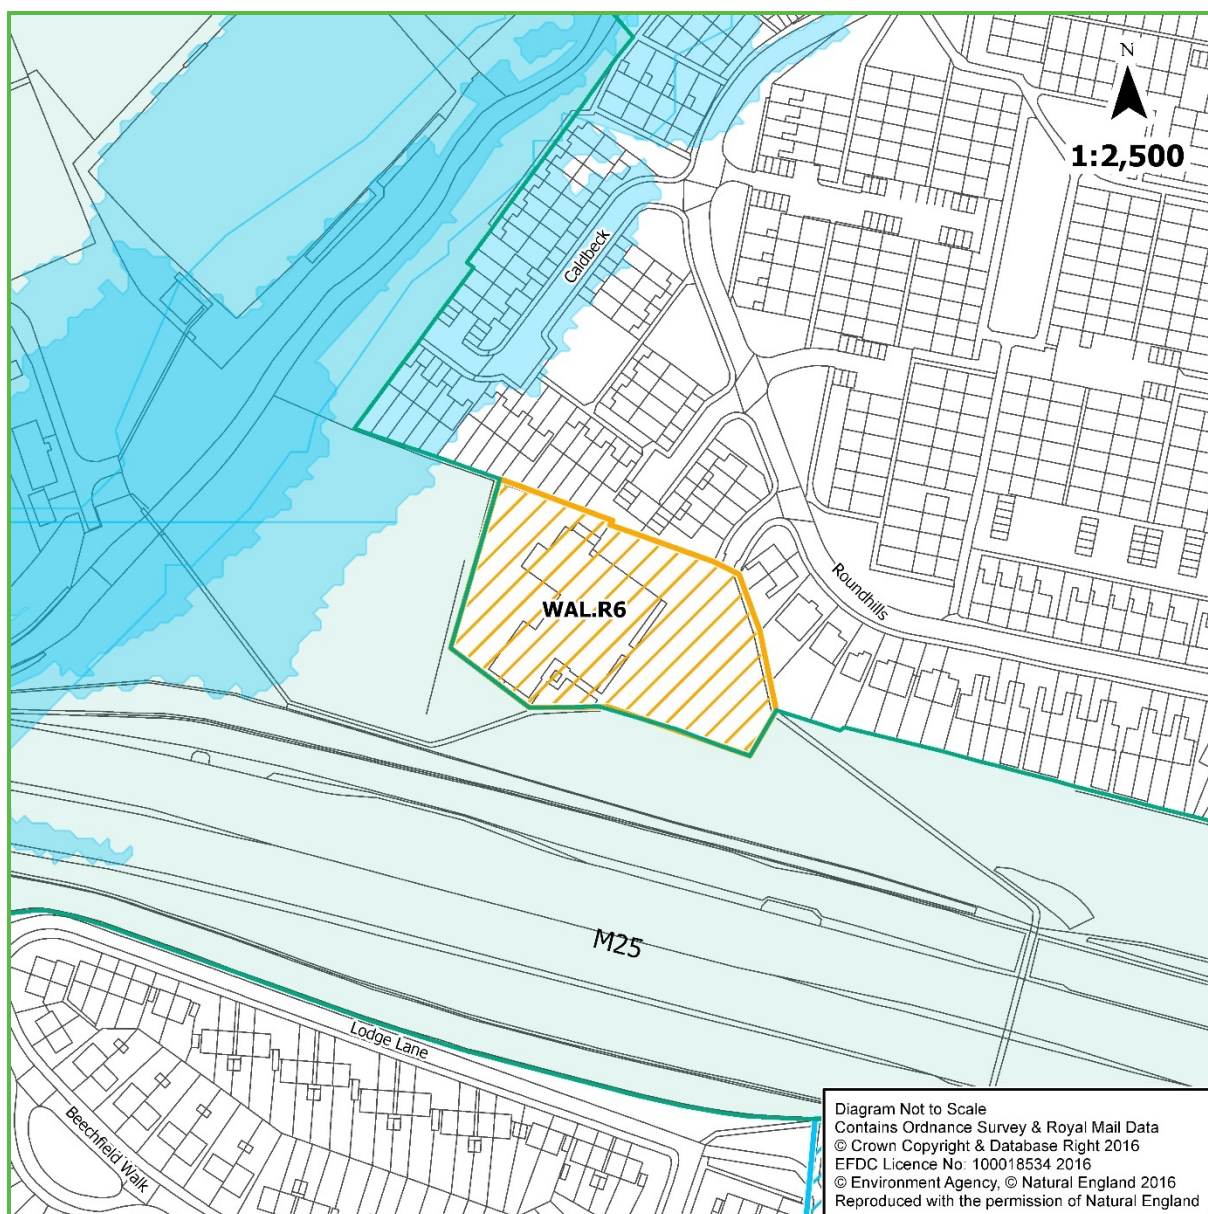 N
1:2,500
Caldbeck
Roundhills
WAL.R6
M25
Lodge Lane
Beechfield Walk
Diagram Not to Scale
Contains Ordnance Survey & Royal Mail Data
© Crown Copyright & Database Right 2016
EFDC Licence No: 100018534 2016
© Environment Agency, © Natural England 2016
Reproduced with the permission of Natural England